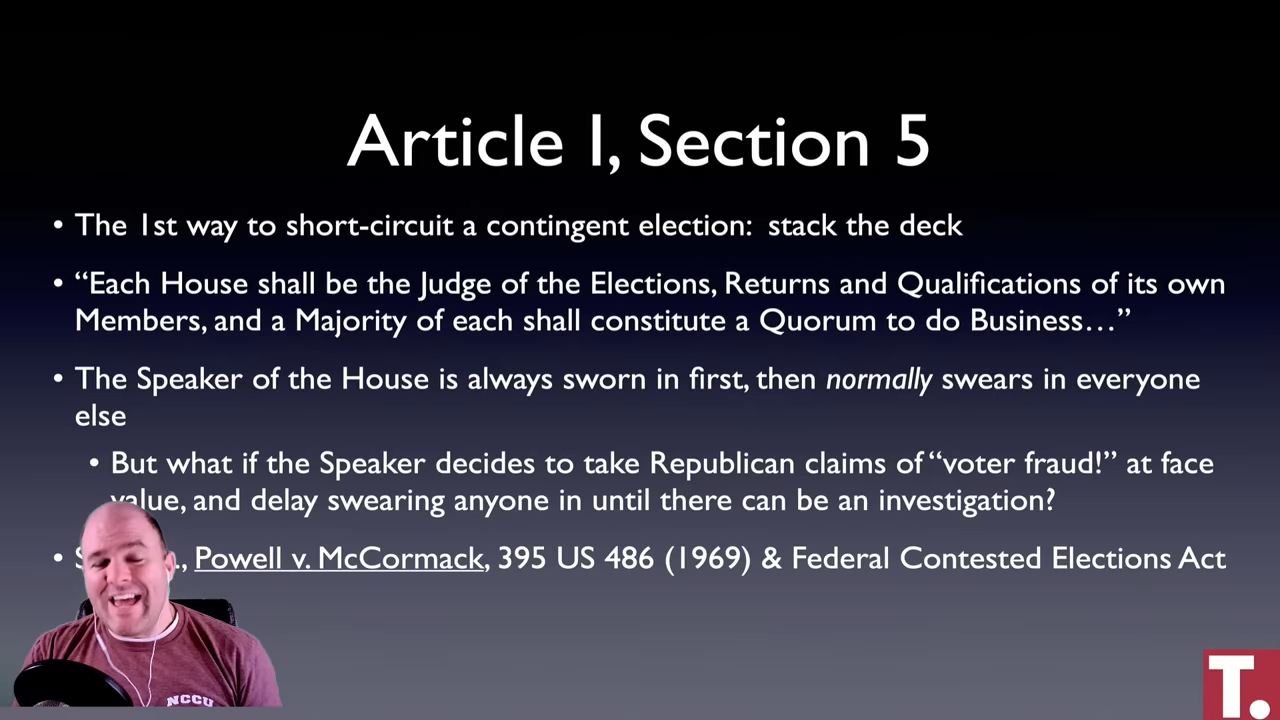 Article I, Section 5
• The 1st way to short-circuit a contingent election: stack the deck
• “Each House shall be the Judge of the Elections, Returns and Qualifications of its own
Members, and a Majority of each shall constitute a Quorum to do Business…”
• The Speaker of the House is always sworn in first, then normally swears in everyone
else
• But what if the Speaker decides to take Republican claims of “voter fraud!” at face
value, and delay swearing anyone in until there can be an investigation?
• Powell v. McCormack, 395 US 486 (1969) & Federal Contested Elections Act
NCCU
T.